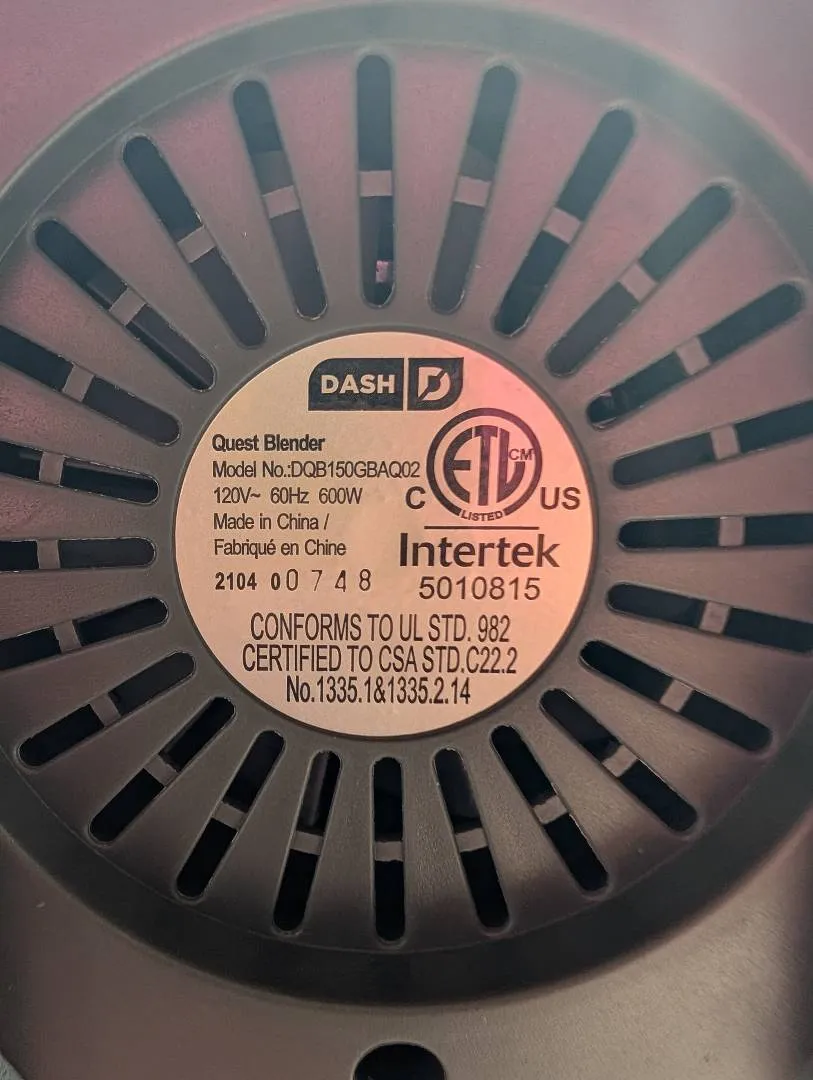 DASH D
Quest Blender
Model No.:DQB150GBAQ02
120V~ 60Hz 600W
Made in China /
Fabriqué en Chine
2104 00748
C ETL CM US
LISTED
Intertek
5010815
CONFORMS TO UL STD. 982
CERTIFIED TO CSA STD.C22.2
No.1335.1&1335.2.14